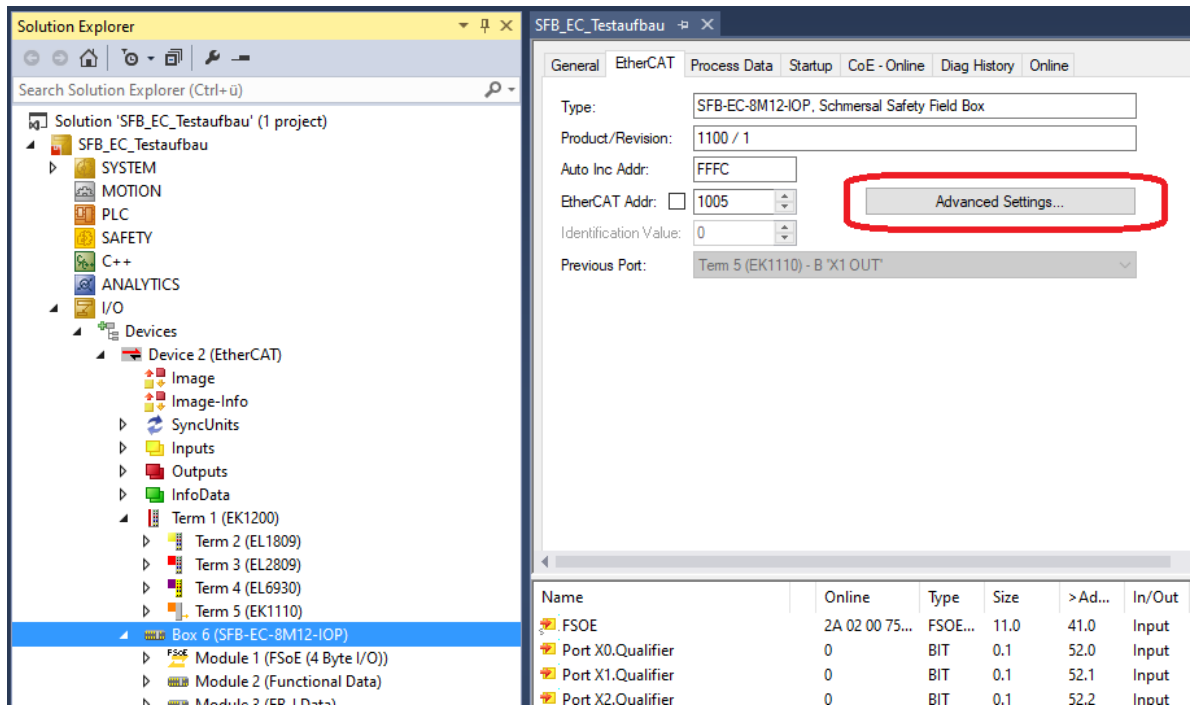 Solution Explorer
Search Solution Explorer (Ctrl+ü)
Solution 'SFB_EC_Testaufbau' (1 project)
SFB_EC_Testaufbau
SYSTEM
MOTION
PLC
SAFETY
C++
ANALYTICS
I/O
Devices
Device 2 (EtherCAT)
Image
Image-Info
SyncUnits
Inputs
Outputs
InfoData
Term 1 (EK1200)
Term 2 (EL1809)
Term 3 (EL2809)
Term 4 (EL6930)
Term 5 (EK1110)
Box 6 (SFB-EC-8M12-IOP)
Module 1 (FSoE (4 Byte I/O))
Module 2 (Functional Data)
SFB_EC_Testaufbau
General EtherCAT Process Data Startup CoE - Online Diag History Online
Type: SFB-EC-8M12-IOP, Schmersal Safety Field Box
Product/Revision: 1100 / 1
Auto Inc Addr: FFFC
EtherCAT Addr: 1005 Advanced Settings...
Identification Value: 0
Previous Port: Term 5 (EK1110) - B 'X1 OUT'
Name Online Type Size >Ad... In/Out
FSOE 2A 02 00 75... FSOE... 11.0 41.0 Input
Port X0.Qualifier 0 BIT 0.1 52.0 Input
Port X1.Qualifier 0 BIT 0.1 52.1 Input
Port X2.Qualifier 0 BIT 0.1 52.2 Input